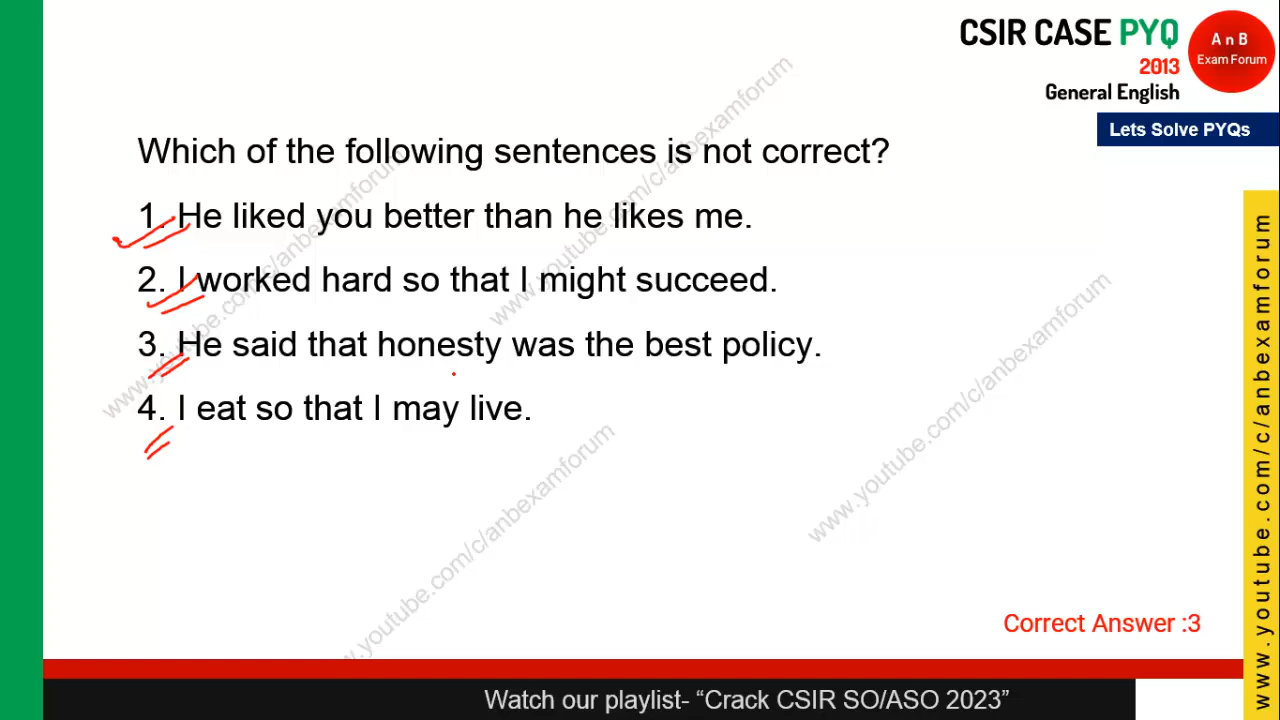 CSIR CASE PYQ
2013
General English
A n B
Exam Forum
Lets Solve PYQs
Which of the following sentences is not correct?
1. He liked you better than he likes me.
2. I worked hard so that I might succeed.
3. He said that honesty was the best policy.
4. I eat so that I may live.
www.youtube.com/c/anbexamforum
www.youtube.com/c/anbexamforum
www.youtube.com/c/anbexamforum
www.youtube.com/c/anbexamforum
www.youtube.com/c/anbexamforum
Correct Answer :3
Watch our playlist- “Crack CSIR SO/ASO 2023”